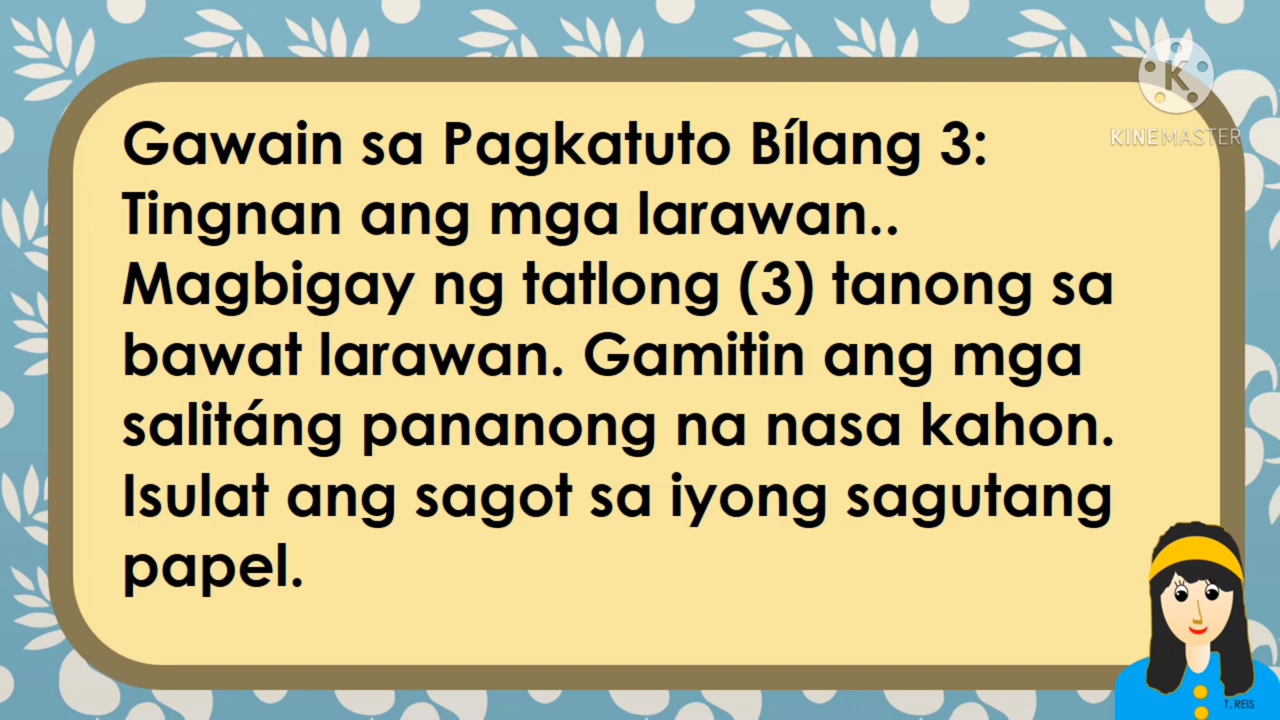 Gawain sa Pagkatuto Bílang 3:
Tingnan ang mga larawan..
Magbigay ng tatlong (3) tanong sa
bawat larawan. Gamitin ang mga
salitáng pananong na nasa kahon.
Isulat ang sagot sa iyong sagutang
papel.
K
KINEMASTER
T. REIS